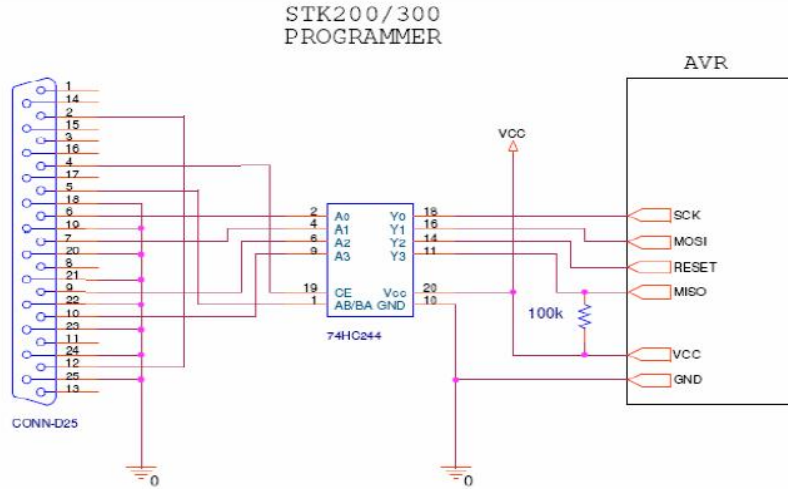 STK200/300
PROGRAMMER
AVR
1
14
2
15
3
16
4
17
5
18
6
19
7
20
8
21
9
22
10
23
11
24
12
25
13
CONN-D25
0
2 A0 Y0 18
4 A1 Y1 16
6 A2 Y2 14
9 A3 Y3 11
19 CE Vcc 20
1 AB/BA GND 10
74HC244
VCC
100k
0
SCK
MOSI
RESET
MISO
VCC
GND